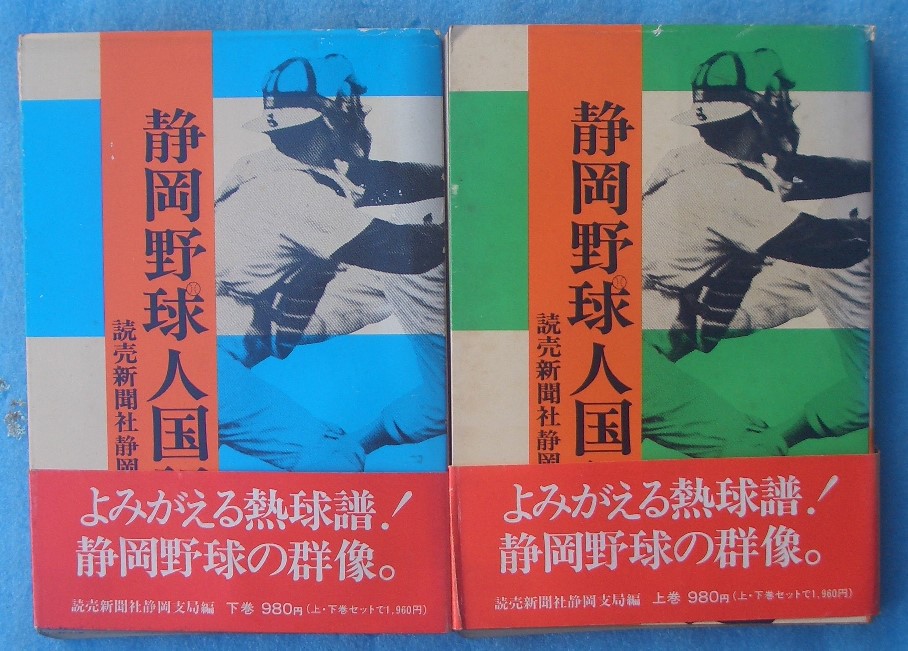 静岡野球人国
読売新聞社静岡
よみがえる熱球譜！
静岡野球の群像。
読売新聞社静岡支局編 下巻 980円(上・下巻セットで1,960円)
静岡野球人国
読売新聞社静岡
よみがえる熱球譜！
静岡野球の群像。
読売新聞社静岡支局編 上巻 980円(上・下巻セットで1,960円)